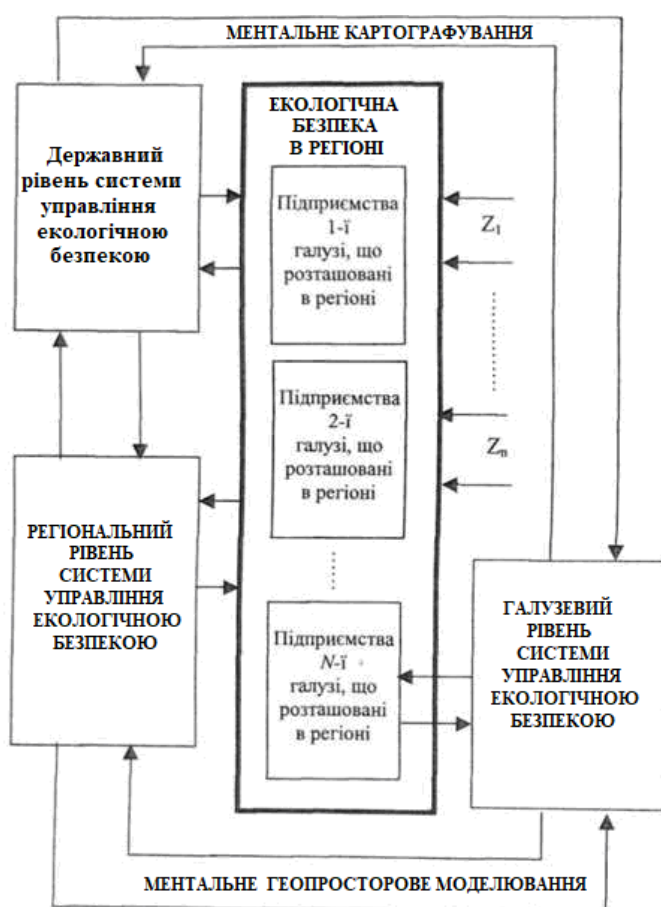 МЕНТАЛЬНЕ КАРТОГРАФУВАННЯ
Державний
рівень системи
управління
екологічною
безпекою
ЕКОЛОГІЧНА
БЕЗПЕКА
В РЕГІОНІ
Підприємства
1-ї
галузі, що
розташовані
в регіоні
Z1
Підприємства
2-ї
галузі, що
розташовані
в регіоні
Zn
РЕГІОНАЛЬНИЙ
РІВЕНЬ
СИСТЕМИ
УПРАВЛІННЯ
ЕКОЛОГІЧНОЮ
БЕЗПЕКОЮ
Підприємства
N-ї
галузі, що
розташовані
в регіоні
ГАЛУЗЕВИЙ
РІВЕНЬ
СИСТЕМИ
УПРАВЛІННЯ
ЕКОЛОГІЧНОЮ
БЕЗПЕКОЮ
МЕНТАЛЬНЕ ГЕОПРОСТОРОВЕ МОДЕЛЮВАННЯ